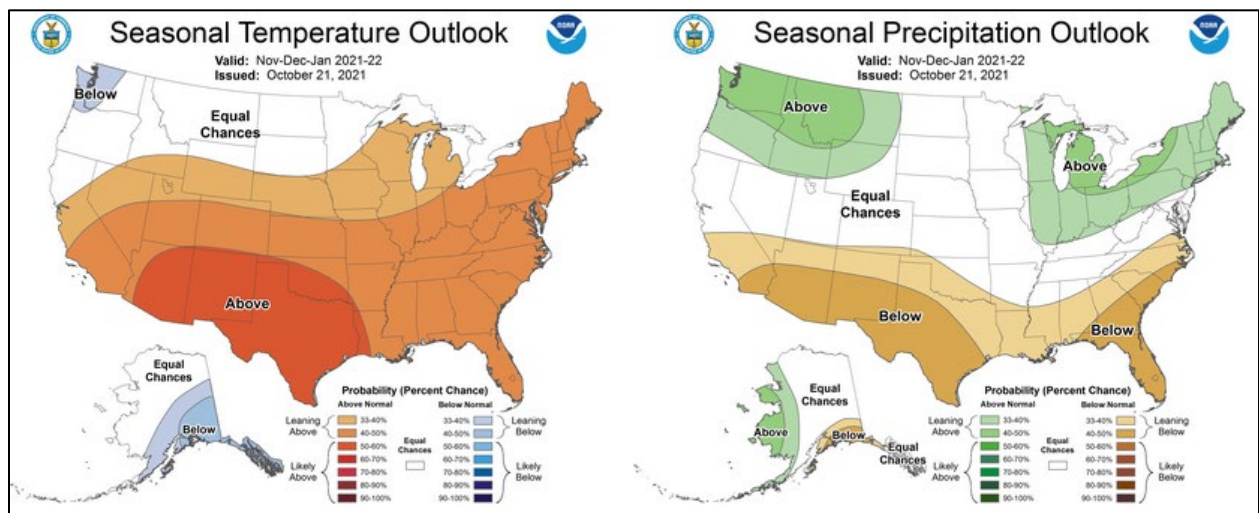 Seasonal Temperature Outlook
Valid: Nov-Dec-Jan 2021-22
Issued: October 21, 2021
NOAA
Below
Equal
Chances
Above
Equal
Chances
Below
Probability (Percent Chance)
Above Normal
Below Normal
Leaning
Above
33-40%
33-40%
Leaning
Below
40-50%
40-50%
Likely
Above
50-60%
Equal
Chances
50-60%
Likely
Below
60-70%
60-70%
70-80%
70-80%
80-90%
80-90%
90-100%
90-100%
Seasonal Precipitation Outlook
Valid: Nov-Dec-Jan 2021-22
Issued: October 21, 2021
NOAA
Above
Above
Equal
Chances
Below
Below
Equal
Chances
Above
Below
Equal
Chances
Probability (Percent Chance)
Above Normal
Below Normal
Leaning
Above
33-40%
33-40%
Leaning
Below
40-50%
40-50%
Likely
Above
50-60%
Equal
Chances
50-60%
Likely
Below
60-70%
60-70%
70-80%
70-80%
80-90%
80-90%
90-100%
90-100%